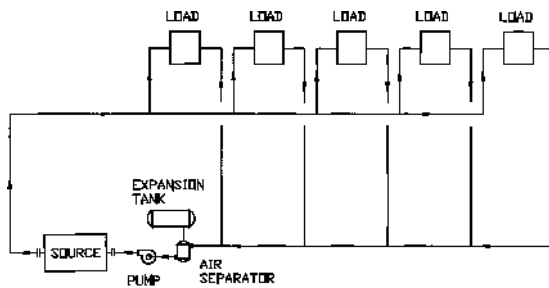 LOAD LOAD LOAD LOAD LOAD
EXPANSION
TANK
SOURCE
PUMP
AIR
SEPARATOR